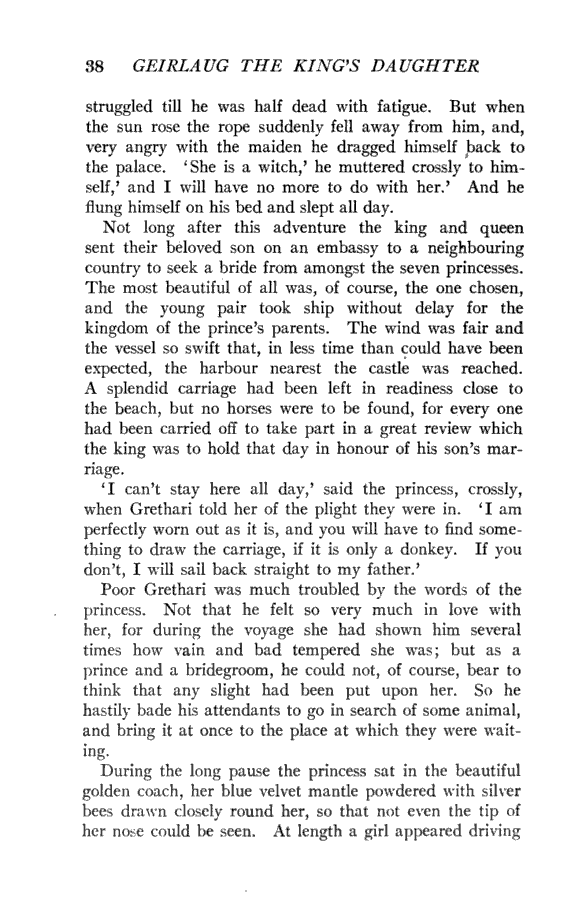 38 GEIRLAUG THE KING'S DAUGHTER
struggled till he was half dead with fatigue. But when
the sun rose the rope suddenly fell away from him, and,
very angry with the maiden he dragged himself back to
the palace. 'She is a witch,' he muttered crossly to him-
self,' and I will have no more to do with her.' And he
flung himself on his bed and slept all day.
Not long after this adventure the king and queen
sent their beloved son on an embassy to a neighbouring
country to seek a bride from amongst the seven princesses.
The most beautiful of all was, of course, the one chosen,
and the young pair took ship without delay for the
kingdom of the prince's parents. The wind was fair and
the vessel so swift that, in less time than could have been
expected, the harbour nearest the castle was reached.
A splendid carriage had been left in readiness close to
the beach, but no horses were to be found, for every one
had been carried off to take part in a great review which
the king was to hold that day in honour of his son's mar-
riage.
'I can't stay here all day,' said the princess, crossly,
when Grethari told her of the plight they were in. 'I am
perfectly worn out as it is, and you will have to find some-
thing to draw the carriage, if it is only a donkey. If you
don't, I will sail back straight to my father.'
Poor Grethari was much troubled by the words of the
princess. Not that he felt so very much in love with
her, for during the voyage she had shown him several
times how vain and bad tempered she was; but as a
prince and a bridegroom, he could not, of course, bear to
think that any slight had been put upon her. So he
hastily bade his attendants to go in search of some animal,
and bring it at once to the place at which they were wait-
ing.
During the long pause the princess sat in the beautiful
golden coach, her blue velvet mantle powdered with silver
bees drawn closely round her, so that not even the tip of
her nose could be seen. At length a girl appeared driving